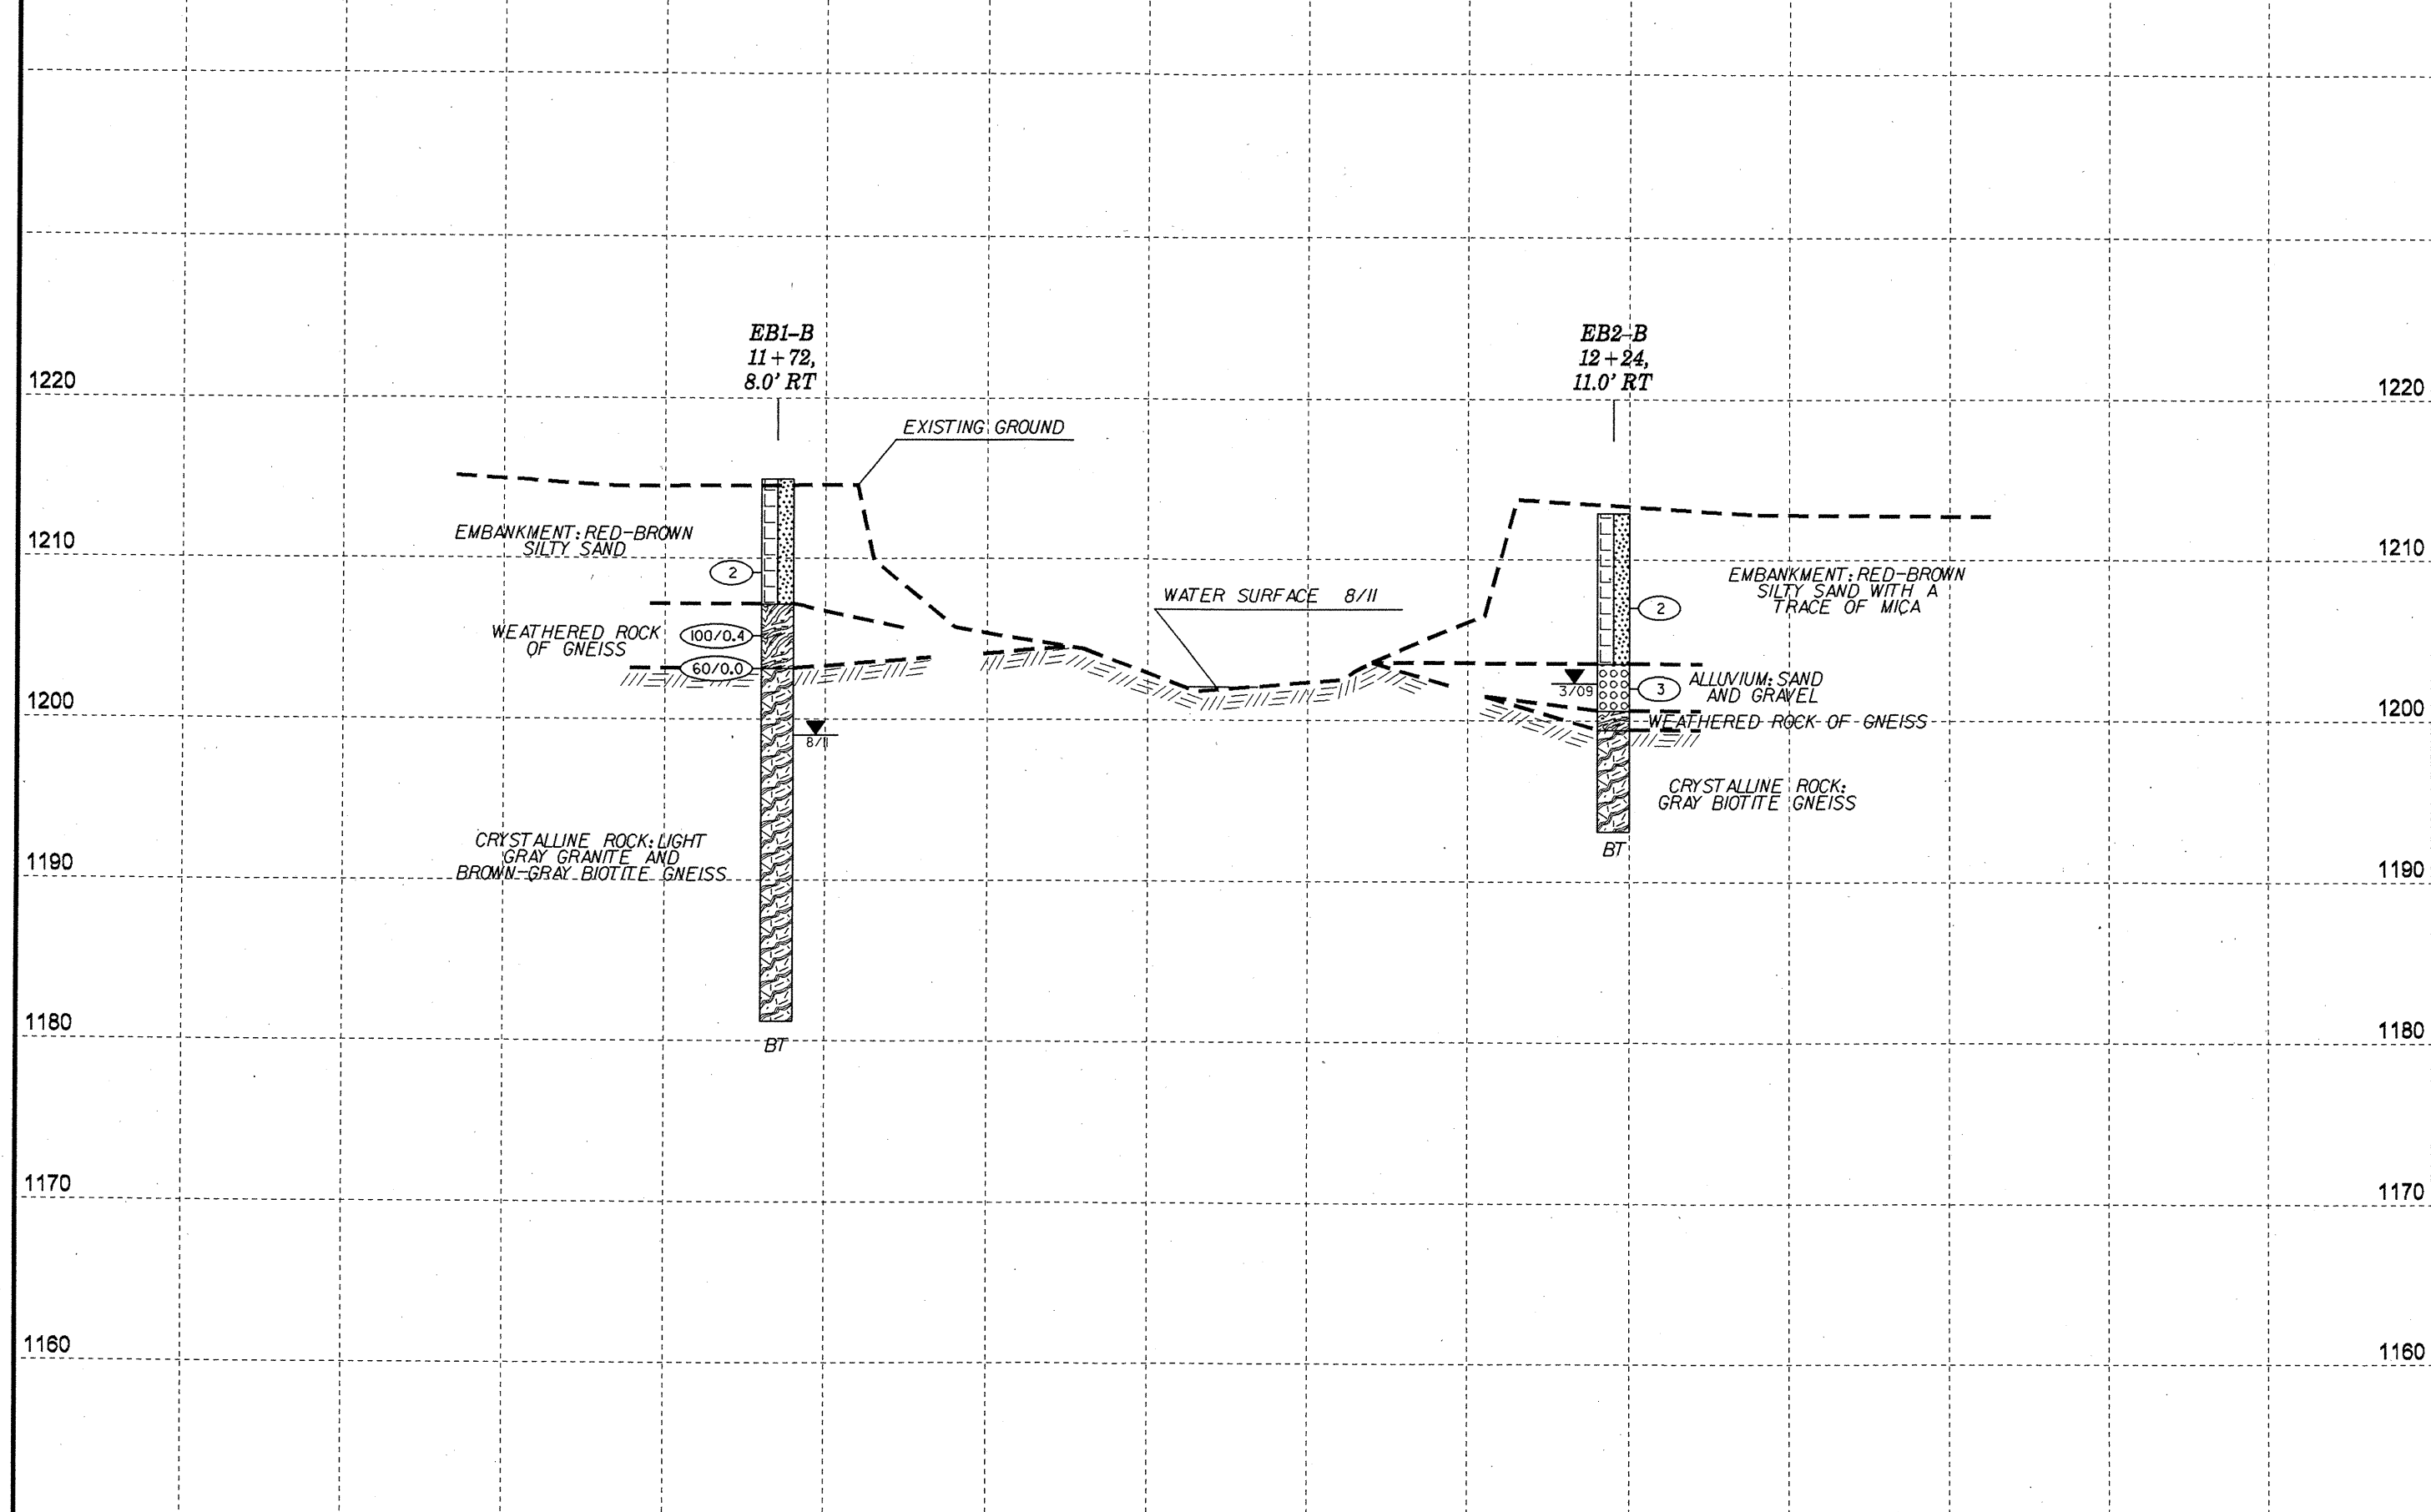 EB1-B
11+72,
8.0' RT
EB2-B
12+24,
11.0' RT
1220
1220
EXISTING GROUND
EMBANKMENT: RED-BROWN
SILTY SAND
1210
1210
2
EMBANKMENT: RED-BROWN
SILTY SAND WITH A
TRACE OF MICA
2
WATER SURFACE 8/11
WEATHERED ROCK
OF GNEISS
100/0.4
60/0.0
3/09
3
ALLUVIUM: SAND
AND GRAVEL
1200
1200
WEATHERED ROCK OF GNEISS
8/11
CRYSTALLINE ROCK:
GRAY BIOTITE GNEISS
CRYSTALLINE ROCK: LIGHT
GRAY GRANITE AND
BROWN-GRAY BIOTITE GNEISS
BT
1190
1190
1180
1180
BT
1170
1170
1160
1160